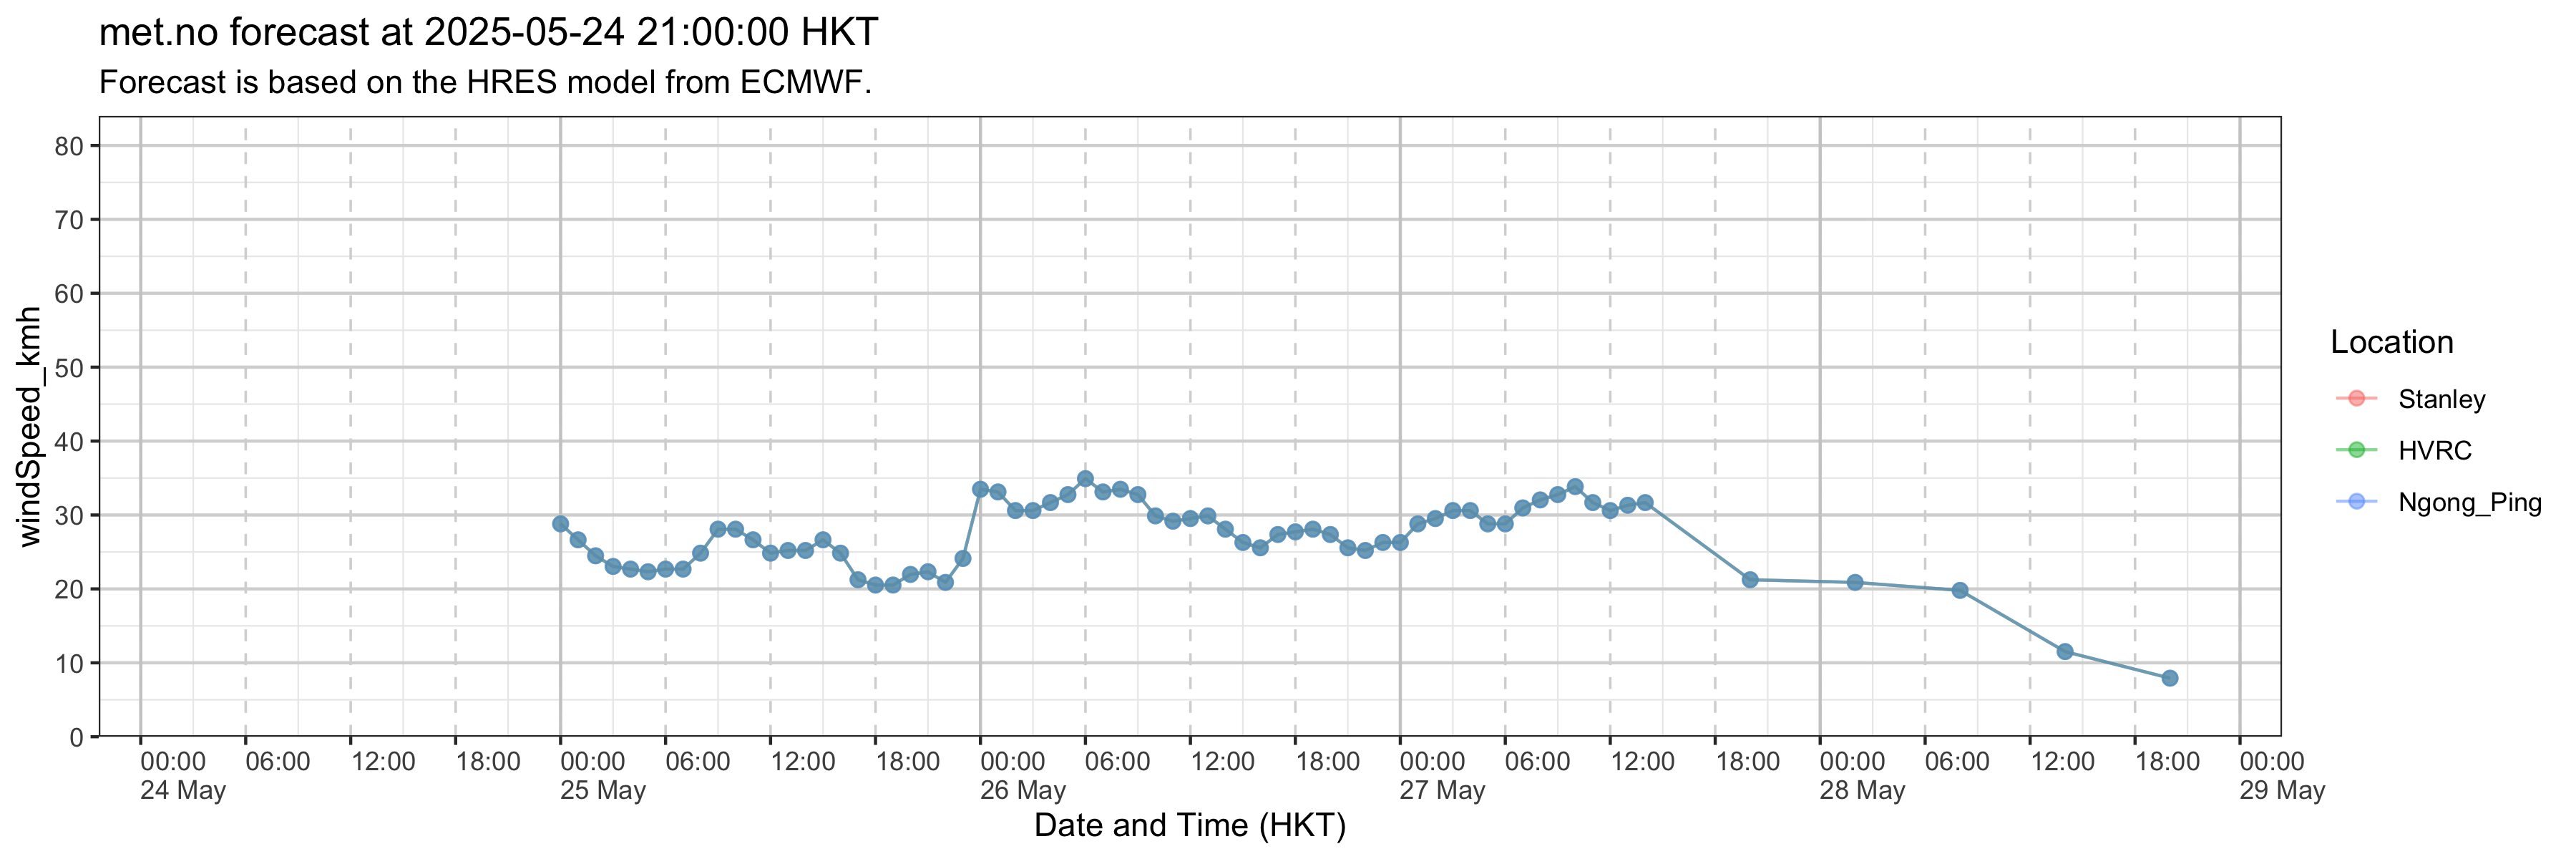 met.no forecast at 2025-05-24 21:00:00 HKT
Forecast is based on the HRES model from ECMWF.
windSpeed_kmh
80
70
60
50
40
30
20
10
0
00:00 06:00 12:00 18:00 00:00 06:00 12:00 18:00 00:00 06:00 12:00 18:00 00:00 06:00 12:00 18:00 00:00 06:00 12:00 18:00 00:00
24 May 25 May 26 May 27 May 28 May 29 May
Date and Time (HKT)
Location
Stanley
HVRC
Ngong_Ping